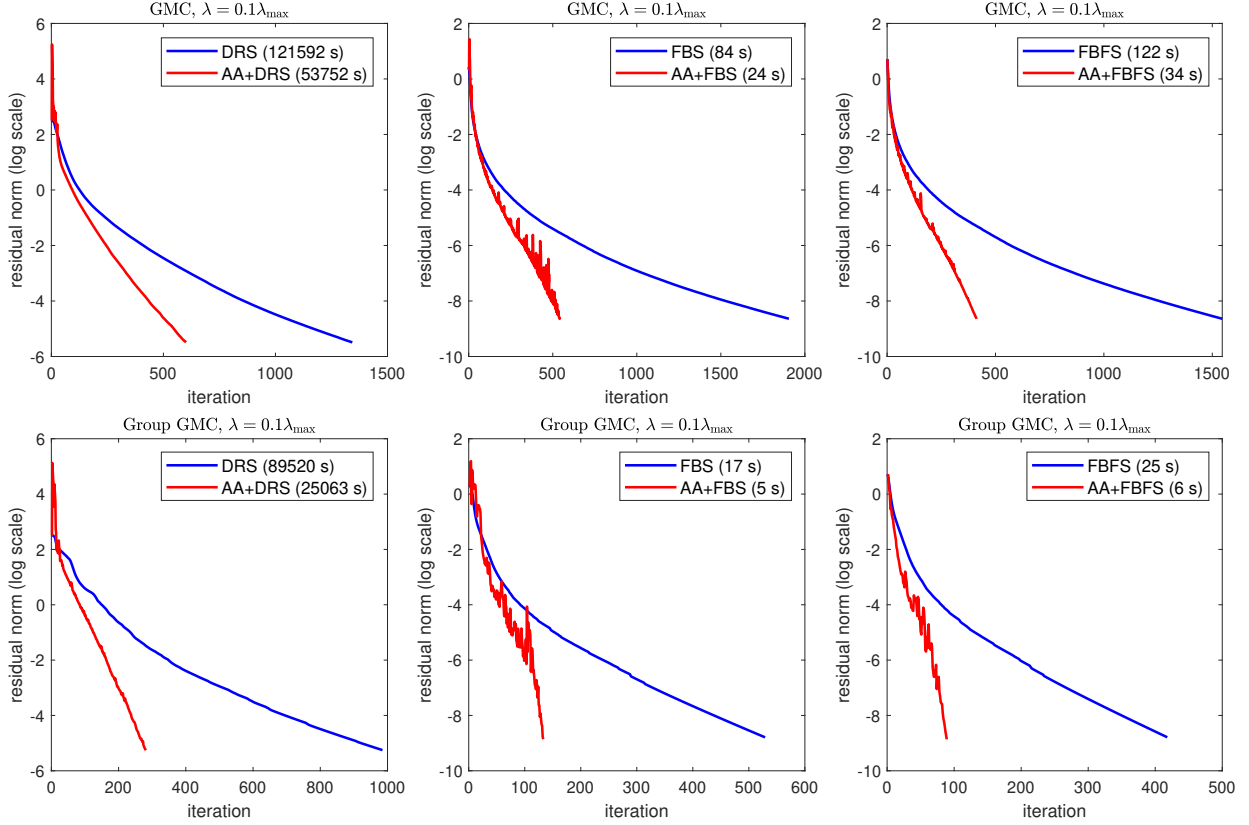 GMC, λ = 0.1λmax
DRS (121592 s)
AA+DRS (53752 s)
residual norm (log scale)
6
4
2
0
-2
-4
-6
0 500 1000 1500
iteration
GMC, λ = 0.1λmax
FBS (84 s)
AA+FBS (24 s)
residual norm (log scale)
2
0
-2
-4
-6
-8
-10
0 500 1000 1500 2000
iteration
GMC, λ = 0.1λmax
FBFS (122 s)
AA+FBFS (34 s)
residual norm (log scale)
2
0
-2
-4
-6
-8
-10
0 500 1000 1500
iteration
Group GMC, λ = 0.1λmax
DRS (89520 s)
AA+DRS (25063 s)
residual norm (log scale)
6
4
2
0
-2
-4
-6
0 200 400 600 800 1000
iteration
Group GMC, λ = 0.1λmax
FBS (17 s)
AA+FBS (5 s)
residual norm (log scale)
2
0
-2
-4
-6
-8
-10
0 100 200 300 400 500 600
iteration
Group GMC, λ = 0.1λmax
FBFS (25 s)
AA+FBFS (6 s)
residual norm (log scale)
2
0
-2
-4
-6
-8
-10
0 100 200 300 400 500
iteration